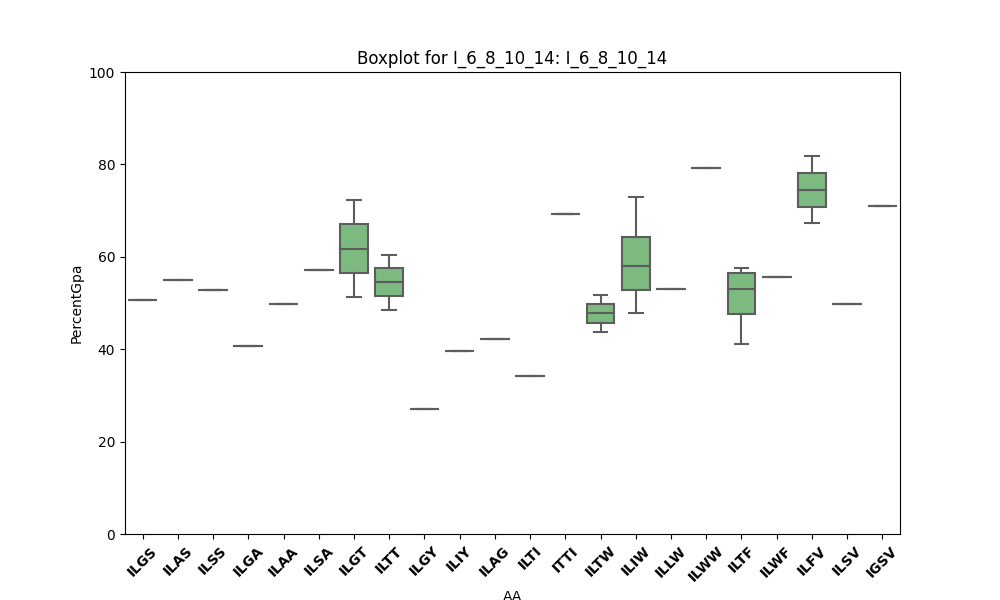 Boxplot for I_6_8_10_14: I_6_8_10_14
100
80
60
40
20
0
PercentGpa
ILGS ILAS ILSS ILGA ILAA ILSA ILGT ILTT ILGY ILIY ILAG ILTI ITTI ILTW ILIW ILLW ILWW ILTF ILWF ILFV ILSV IGSV
AA